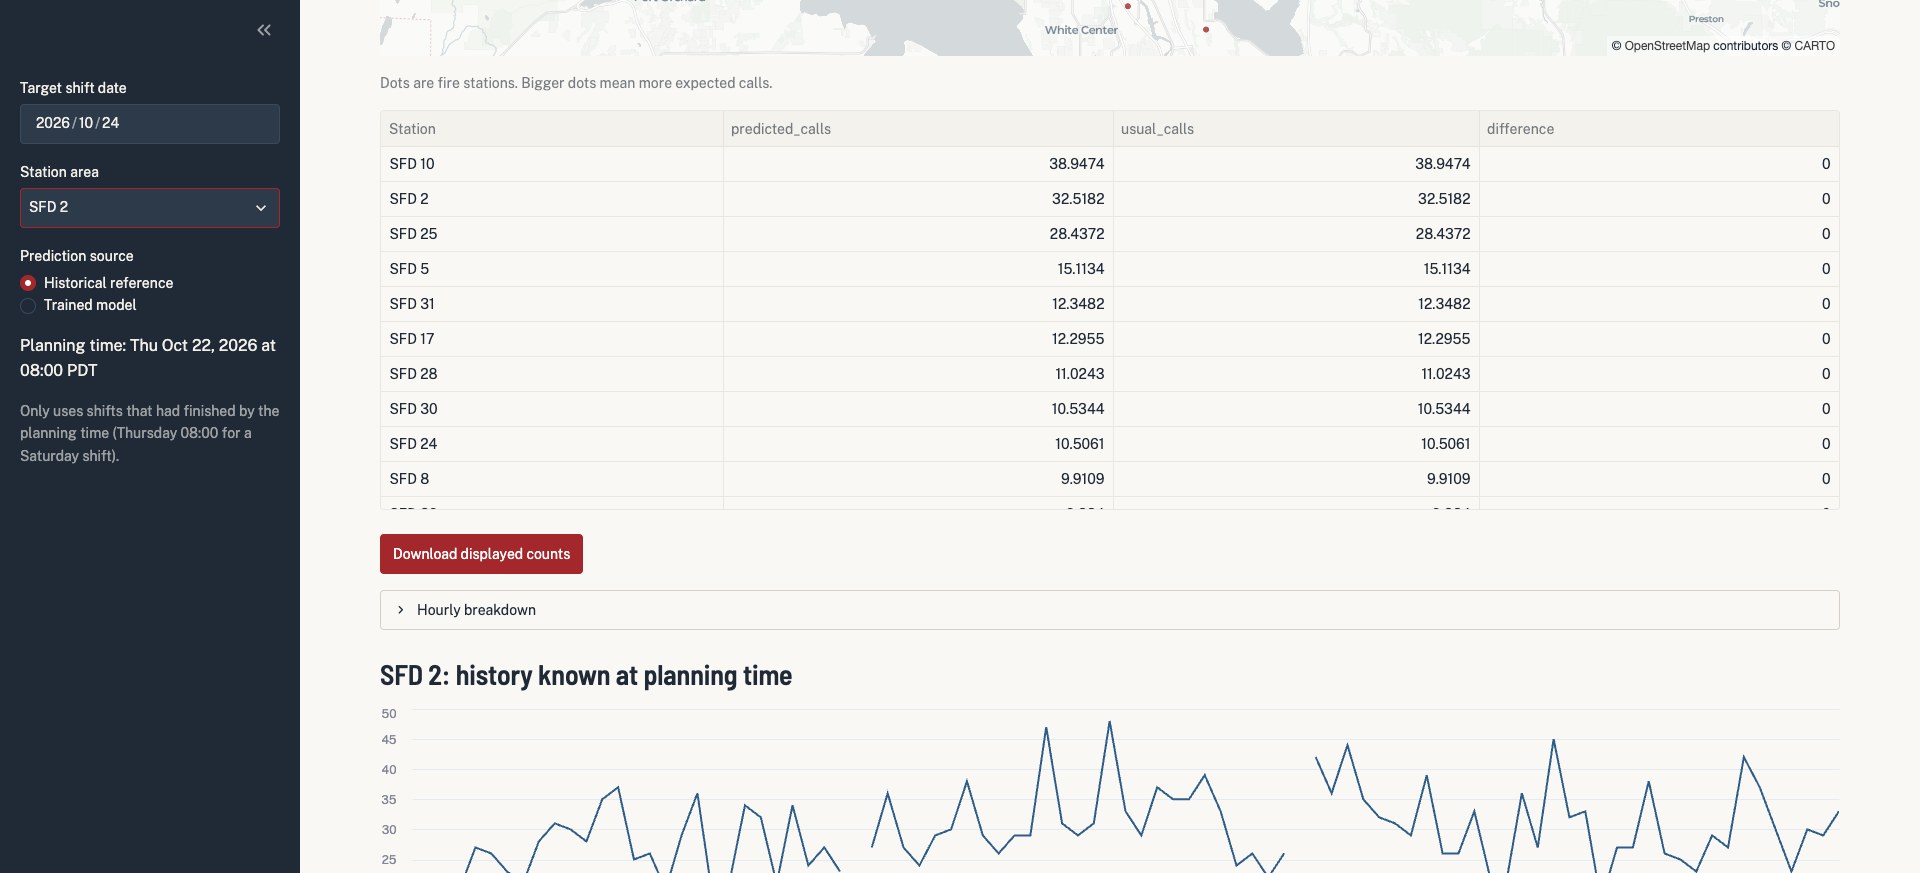 Target shift date
2026/10/24
Station area
SFD 2
Prediction source
Historical reference
Trained model
Planning time: Thu Oct 22, 2026 at
08:00 PDT
Only uses shifts that had finished by the
planning time (Thursday 08:00 for a
Saturday shift).
White Center
Preston
Sno
© OpenStreetMap contributors © CARTO
Dots are fire stations. Bigger dots mean more expected calls.
Station predicted_calls usual_calls difference
SFD 10 38.9474 38.9474 0
SFD 2 32.5182 32.5182 0
SFD 25 28.4372 28.4372 0
SFD 5 15.1134 15.1134 0
SFD 31 12.3482 12.3482 0
SFD 17 12.2955 12.2955 0
SFD 28 11.0243 11.0243 0
SFD 30 10.5344 10.5344 0
SFD 24 10.5061 10.5061 0
SFD 8 9.9109 9.9109 0
Download displayed counts
Hourly breakdown
SFD 2: history known at planning time
50
45
40
35
30
25